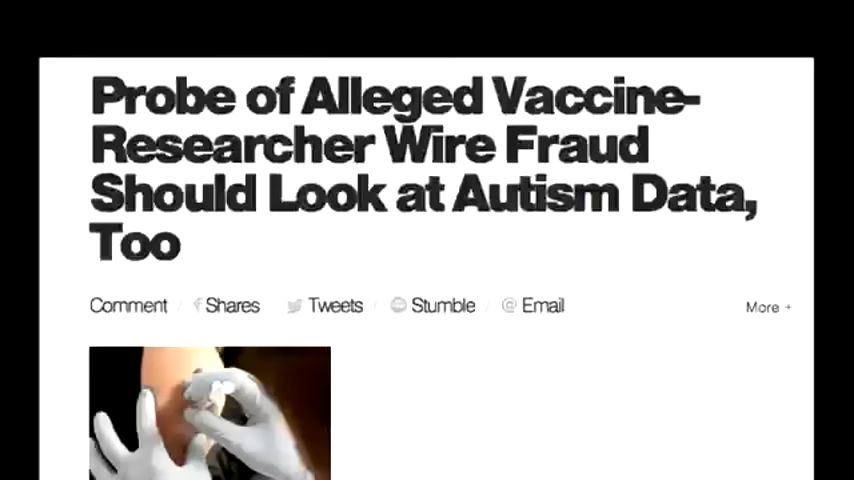 Probe of Alleged Vaccine-
Researcher Wire Fraud
Should Look at Autism Data,
Too
Comment / Shares / Tweets / Stumble / @ Email More +